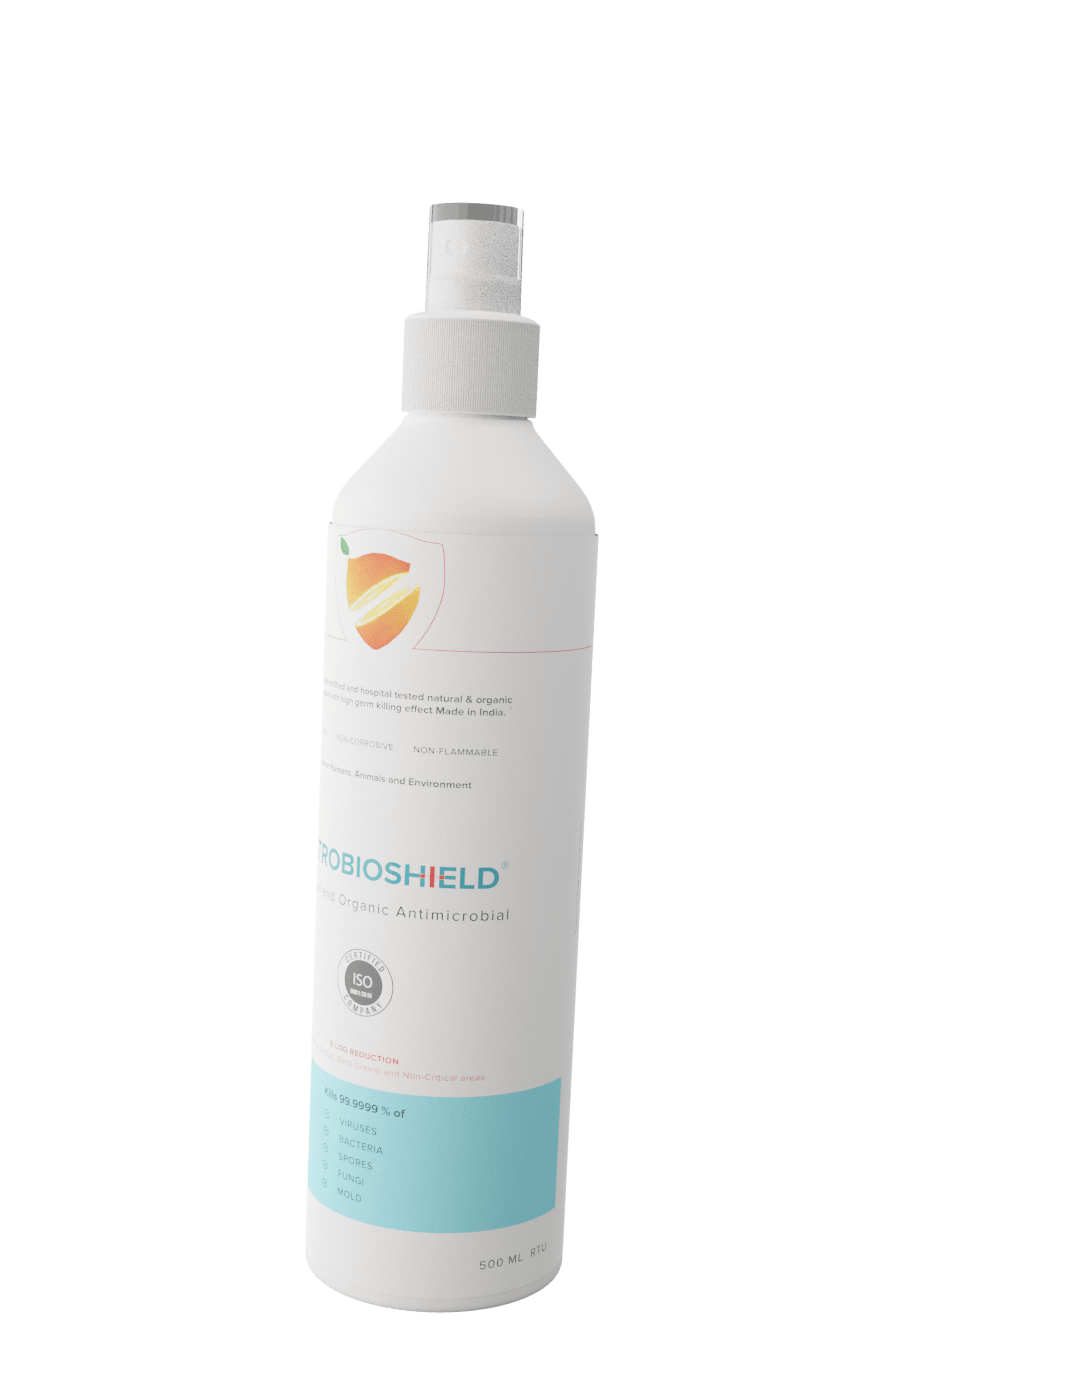 and hospital tested natural & organic
with high germ killing effect Made in India.
NON-CORROSIVE NON-FLAMMABLE
Humans, Animals and Environment
TROBIOSHIELD®
and Organic Antimicrobial
CERTIFIED
ISO
COMPANY
6 LOG REDUCTION
Semi-Critical and Non-Critical areas
Kills 99.9999 % of
VIRUSES
BACTERIA
SPORES
FUNGI
MOLD
500 ML RTU